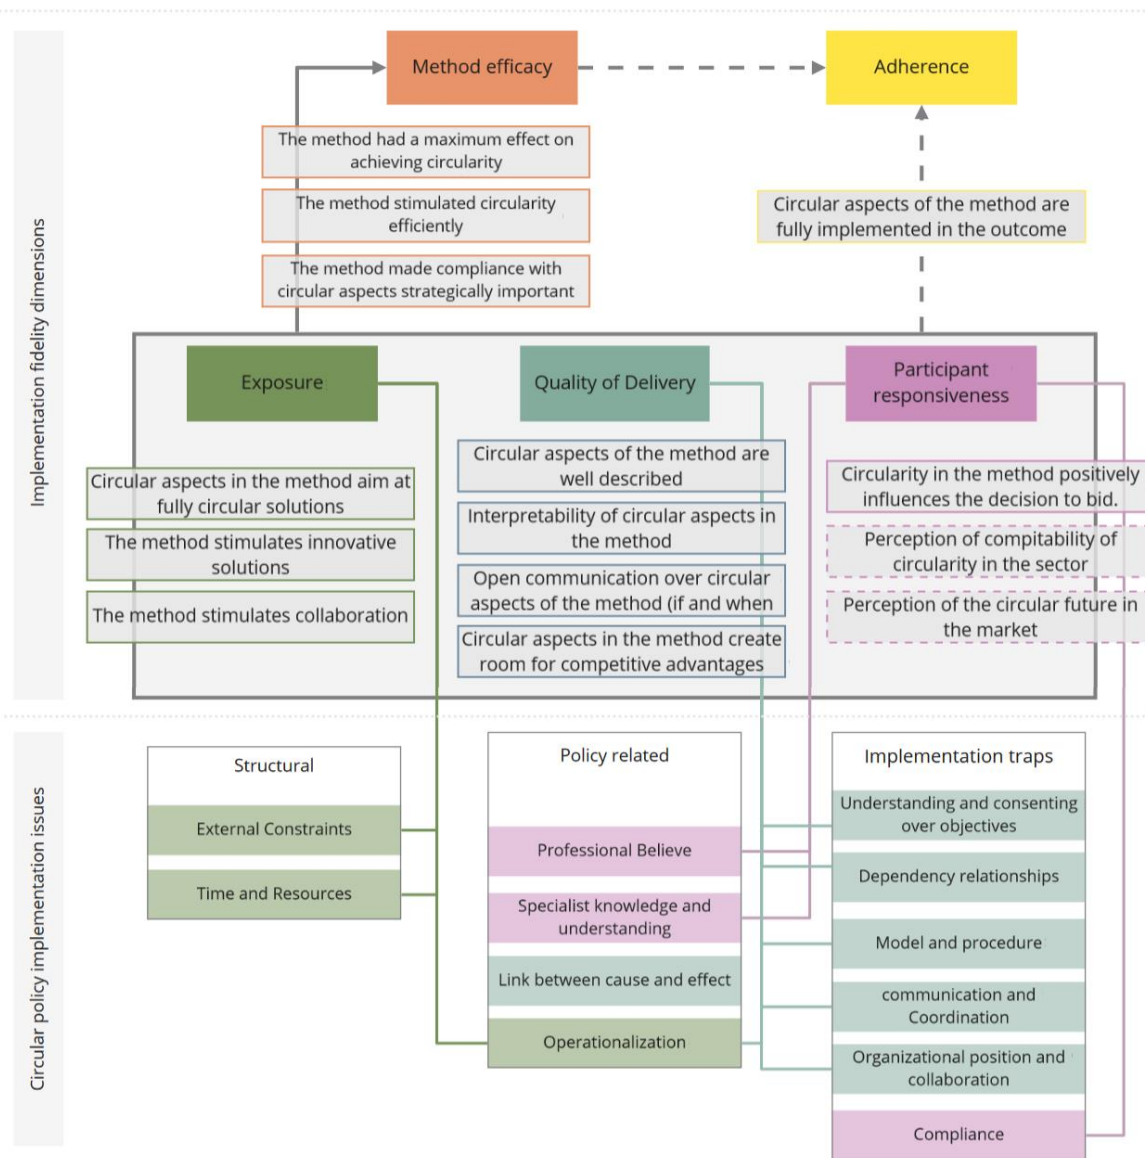 Implementation fidelity dimensions
Method efficacy
Adherence
The method had a maximum effect on
achieving circularity
The method stimulated circularity
efficiently
The method made compliance with
circular aspects strategically important
Circular aspects of the method are
fully implemented in the outcome
Exposure
Quality of Delivery
Participant
responsiveness
Circular aspects in the method aim at
fully circular solutions
The method stimulates innovative
solutions
The method stimulates collaboration
Circular aspects of the method are
well described
Interpretability of circular aspects in
the method
Open communication over circular
aspects of the method (if and when
Circular aspects in the method create
room for competitive advantages
Circularity in the method positively
influences the decision to bid.
Perception of compitability of
circularity in the sector
Perception of the circular future in
the market
Circular policy implementation issues
Structural
External Constraints
Time and Resources
Policy related
Professional Believe
Specialist knowledge and
understanding
Link between cause and effect
Operationalization
Implementation traps
Understanding and consenting
over objectives
Dependency relationships
Model and procedure
communication and
Coordination
Organizational position and
collaboration
Compliance